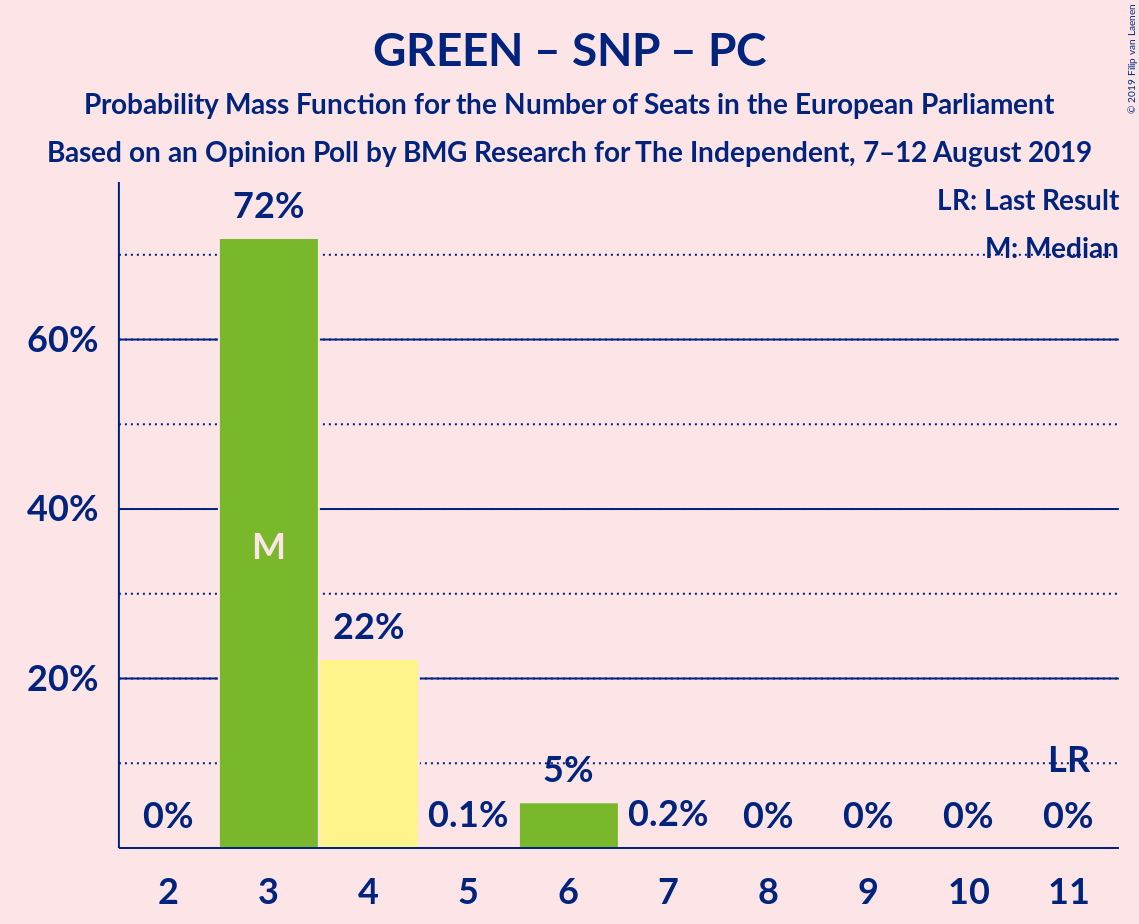 GREEN – SNP – PC
Probability Mass Function for the Number of Seats in the European Parliament
Based on an Opinion Poll by BMG Research for The Independent, 7–12 August 2019
© 2019 Filip van Laenen
LR: Last Result
M: Median
72%
60%
40%
M
22%
20%
LR
5%
0%
0.1%
0.2%
0%
0%
0%
0%
2 3 4 5 6 7 8 9 10 11